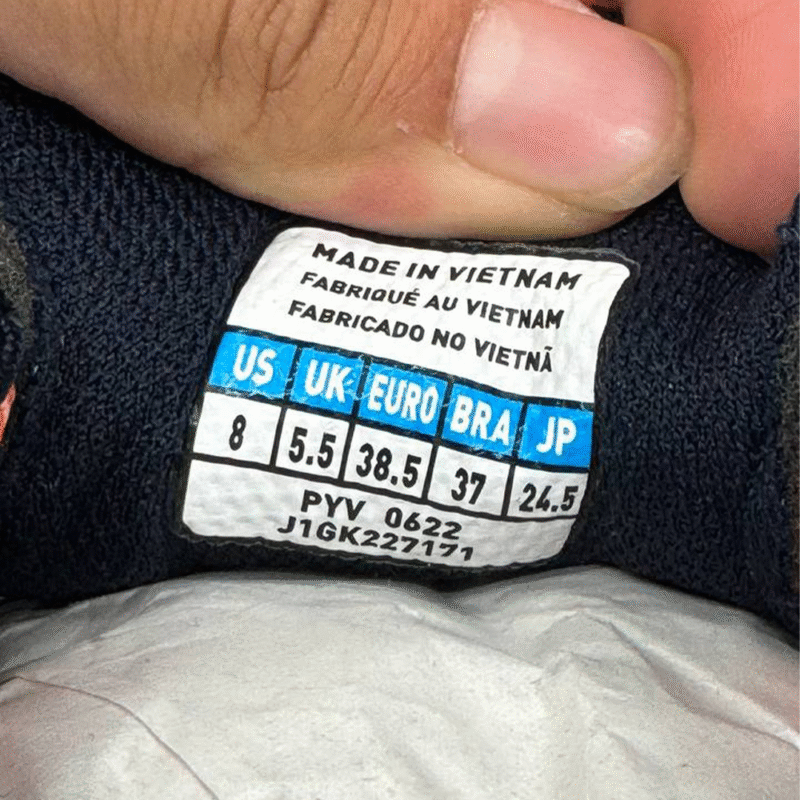 MADE IN VIETNAM
FABRIQUÉ AU VIETNAM
FABRICADO NO VIETNÃ
US UK EURO BRA JP
8 5.5 38.5 37 24.5
PYV 0622
J1GK227171